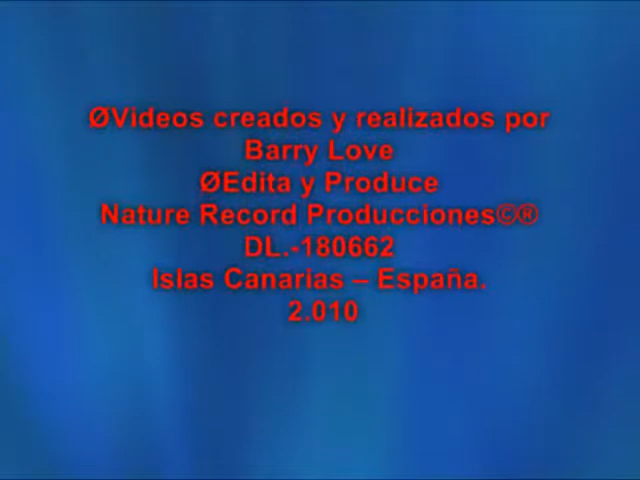 ØVideos creados y realizados por
Barry Love
ØEdita y Produce
Nature Record Producciones©®
DL.-180662
Islas Canarias – España.
2.010